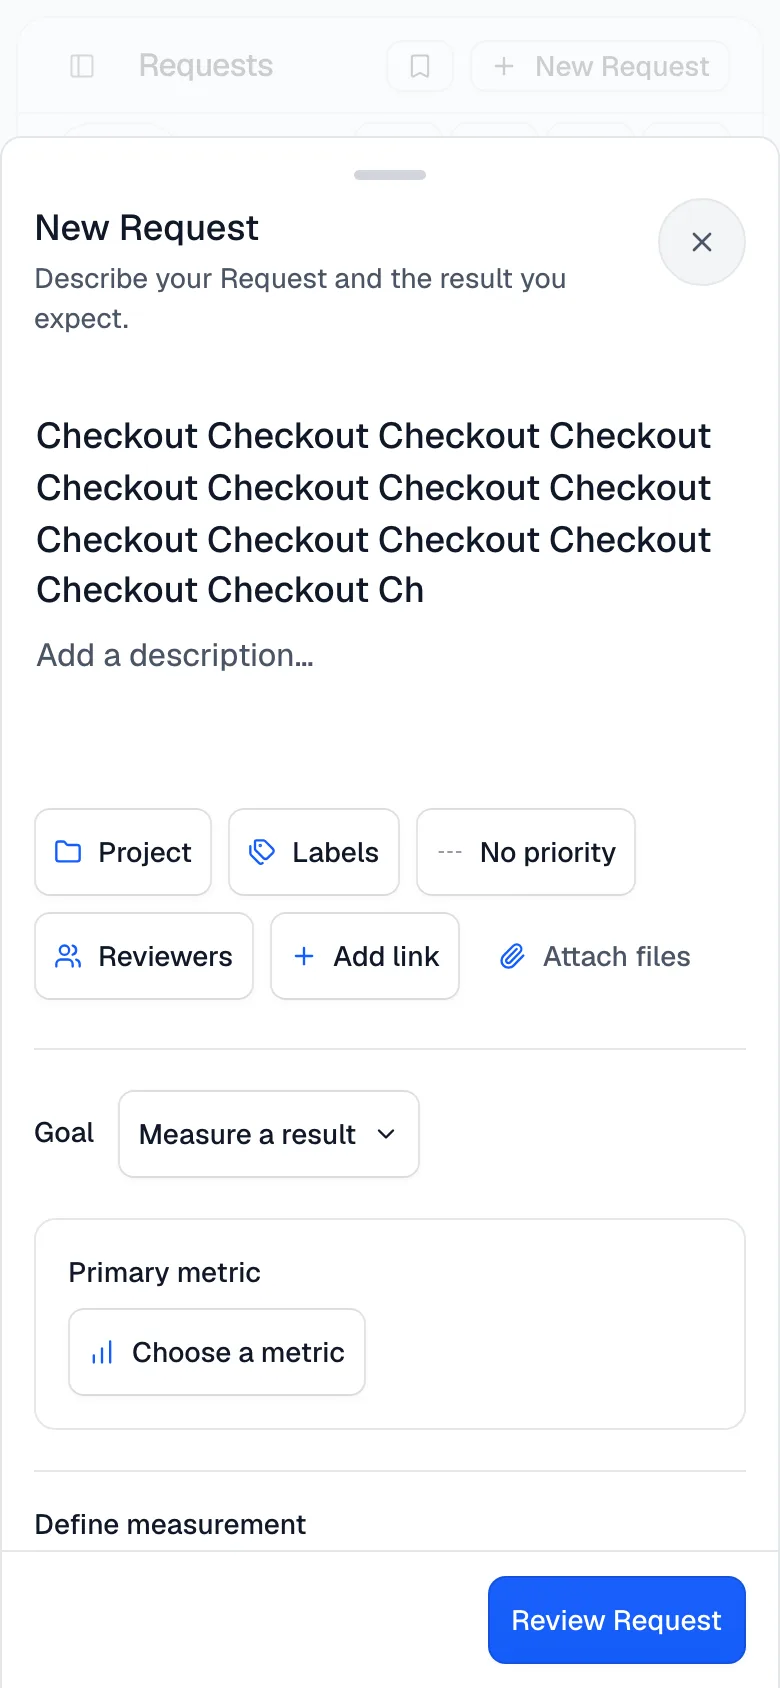 Requests
New Request
New Request
Describe your Request and the result you
expect.
Checkout Checkout Checkout Checkout
Checkout Checkout Checkout Checkout
Checkout Checkout Checkout Checkout
Checkout Checkout Ch
Add a description...
Project
Labels
No priority
Reviewers
Add link
Attach files
Goal
Measure a result
Primary metric
Choose a metric
Define measurement
Review Request